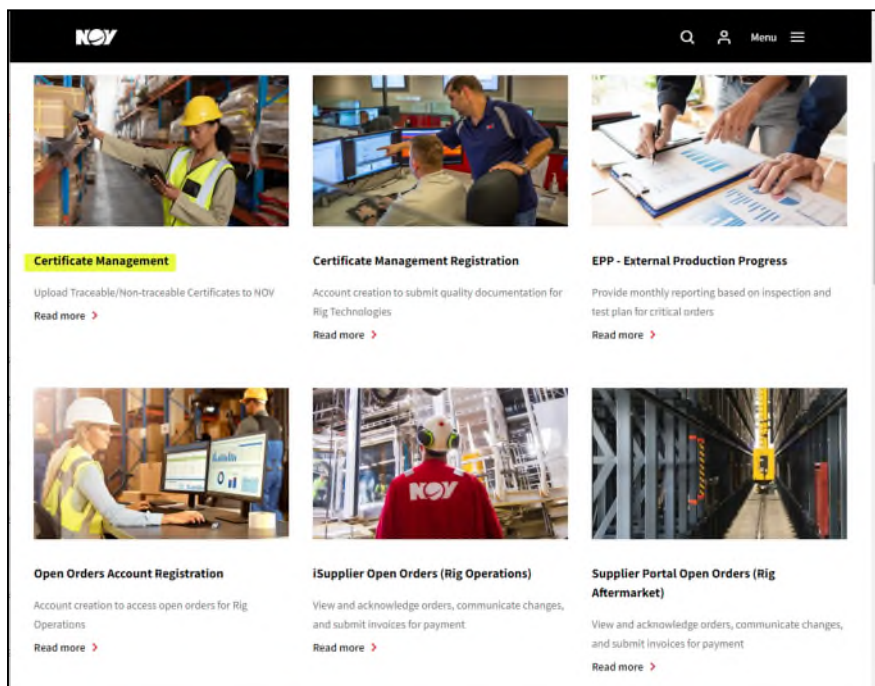 NOV
Menu
Certificate Management
Upload Traceable/Non-traceable Certificates to NOV
Read more
Certificate Management Registration
Account creation to submit quality documentation for
Rig Technologies
Read more
EPP - External Production Progress
Provide monthly reporting based on inspection and
test plan for critical orders
Read more
Open Orders Account Registration
Account creation to access open orders for Rig
Operations
Read more
NOV
iSupplier Open Orders (Rig Operations)
View and acknowledge orders, communicate changes,
and submit invoices for payment
Read more
Supplier Portal Open Orders (Rig
Aftermarket)
View and acknowledge orders, communicate changes,
and submit invoices for payment
Read more